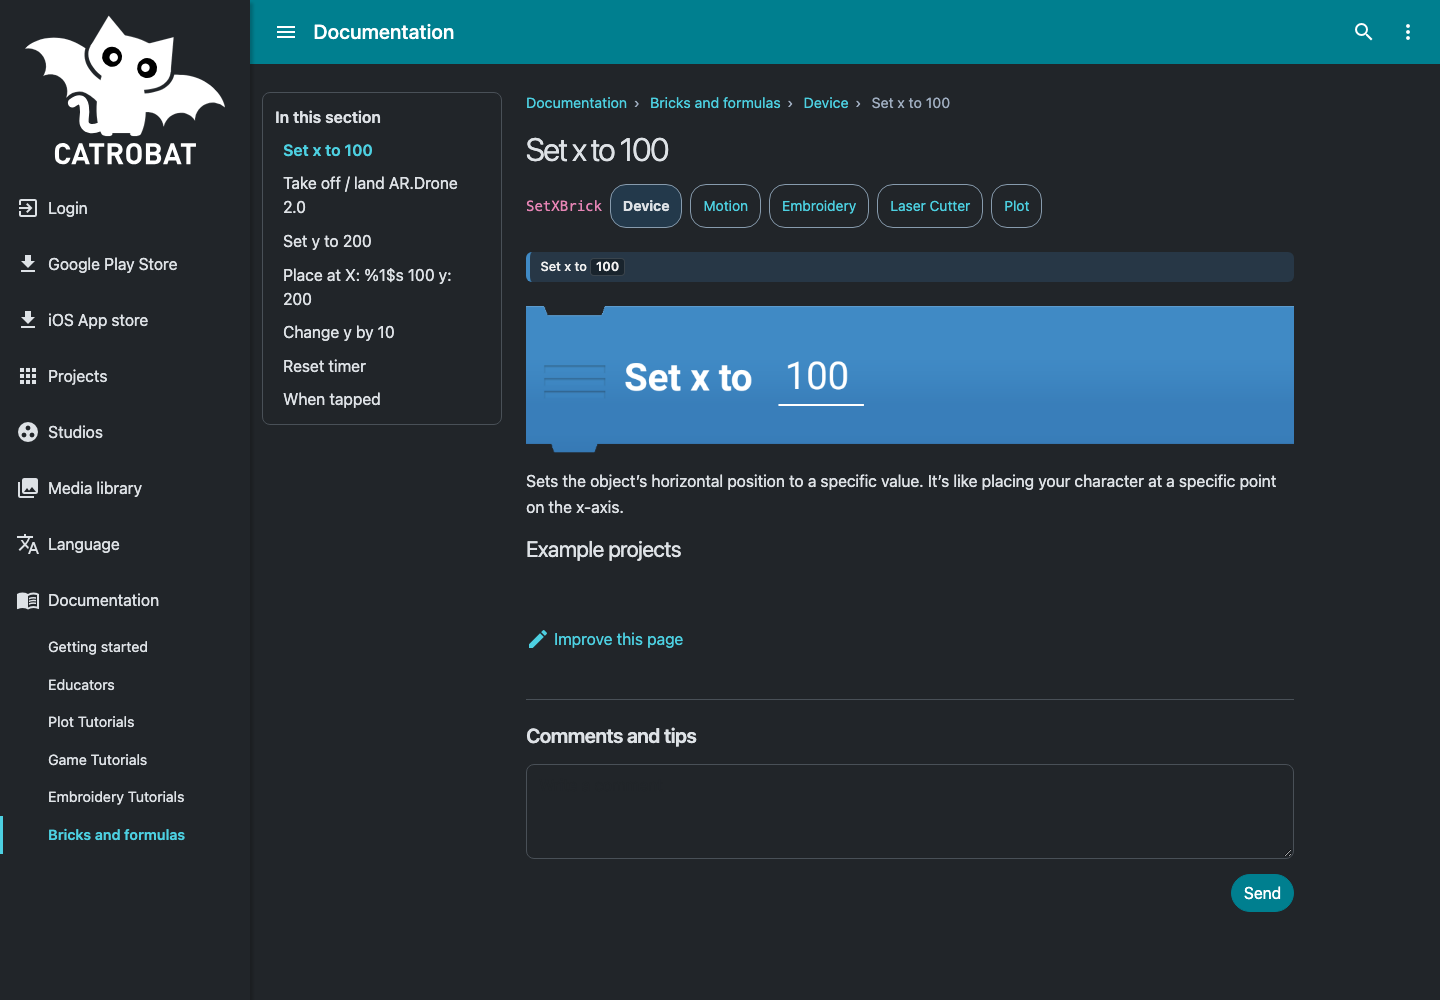 CATROBAT
Login
Google Play Store
iOS App store
Projects
Studios
Media library
Language
Documentation
Getting started
Educators
Plot Tutorials
Game Tutorials
Embroidery Tutorials
Bricks and formulas
Documentation
In this section
Set x to 100
Take off / land AR.Drone
2.0
Set y to 200
Place at X: %1$s 100 y:
200
Change y by 10
Reset timer
When tapped
Documentation › Bricks and formulas › Device › Set x to 100
Set x to 100
SetXBrick Device Motion Embroidery Laser Cutter Plot
Set x to 100
Set x to 100
Sets the object’s horizontal position to a specific value. It’s like placing your character at a specific point
on the x-axis.
Example projects
Improve this page
Comments and tips
Send